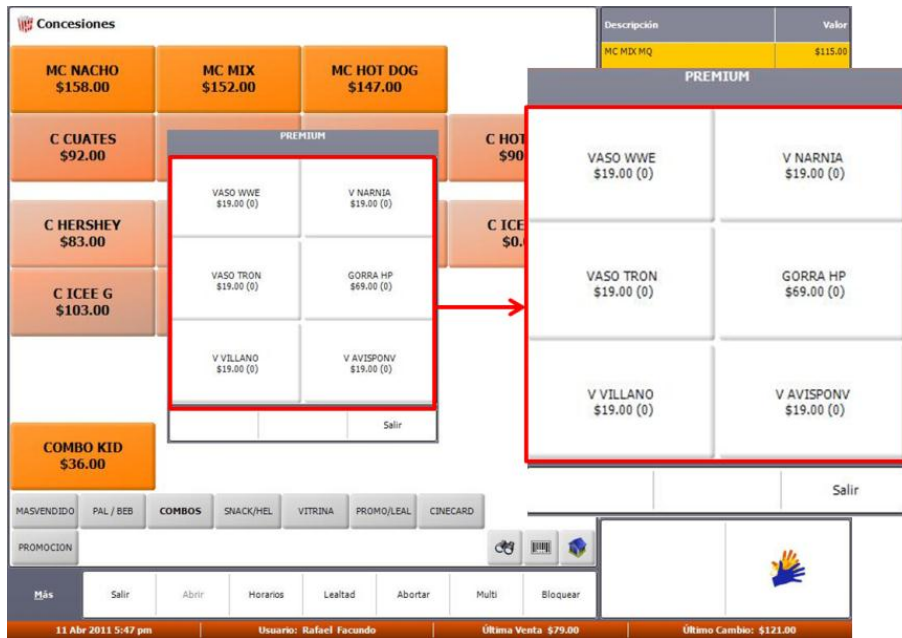 Concesiones
Descripción Valor
MC MIX MQ $115.00
MC NACHO
$158.00
MC MIX
$152.00
MC HOT DOG
$147.00
C CUATES
$92.00
C HOT
$90
C HERSHEY
$83.00
C ICE
$0.
C ICEE G
$103.00
COMBO KID
$36.00
PREMIUM
VASO WWE
$19.00 (0)
V NARNIA
$19.00 (0)
VASO TRON
$19.00 (0)
GORRA HP
$69.00 (0)
V VILLANO
$19.00 (0)
V AVISPONV
$19.00 (0)
Salir
PREMIUM
VASO WWE
$19.00 (0)
V NARNIA
$19.00 (0)
VASO TRON
$19.00 (0)
GORRA HP
$69.00 (0)
V VILLANO
$19.00 (0)
V AVISPONV
$19.00 (0)
Salir
MASVENDIDO PAL / BEB COMBOS SNACK/HEL VITRINA PROMO/LEAL CINECARD
PROMOCION
Más Salir Abrir Horarios Lealtad Abortar Multi Bloquear
11 Abr 2011 5:47 pm Usuario: Rafael Facundo Última Venta $79.00 Último Cambio: $121.00